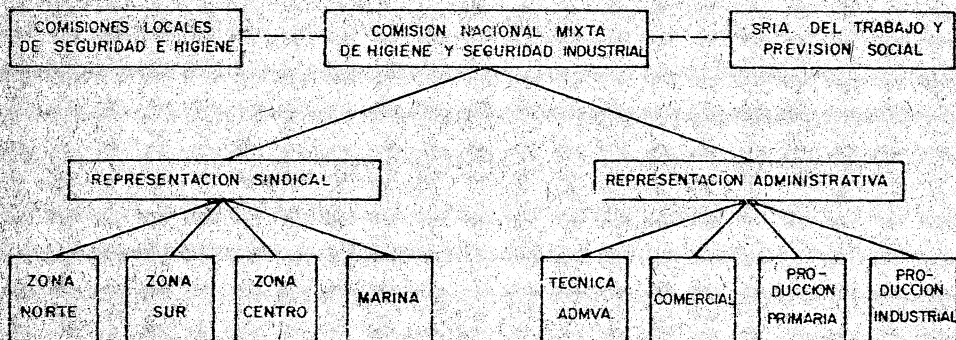 COMISIONES LOCALES
DE SEGURIDAD E HIGIENE
COMISION NACIONAL MIXTA
DE HIGIENE Y SEGURIDAD INDUSTRIAL
SRIA. DEL TRABAJO Y
PREVISION SOCIAL
REPRESENTACION SINDICAL
REPRESENTACION ADMINISTRATIVA
ZONA
NORTE
ZONA
SUR
ZONA
CENTRO
MARINA
TECNICA
ADMVA
COMERCIAL
PRO-
DUCCION
PRIMARIA
PRO-
DUCCION
INDUSTRIAL